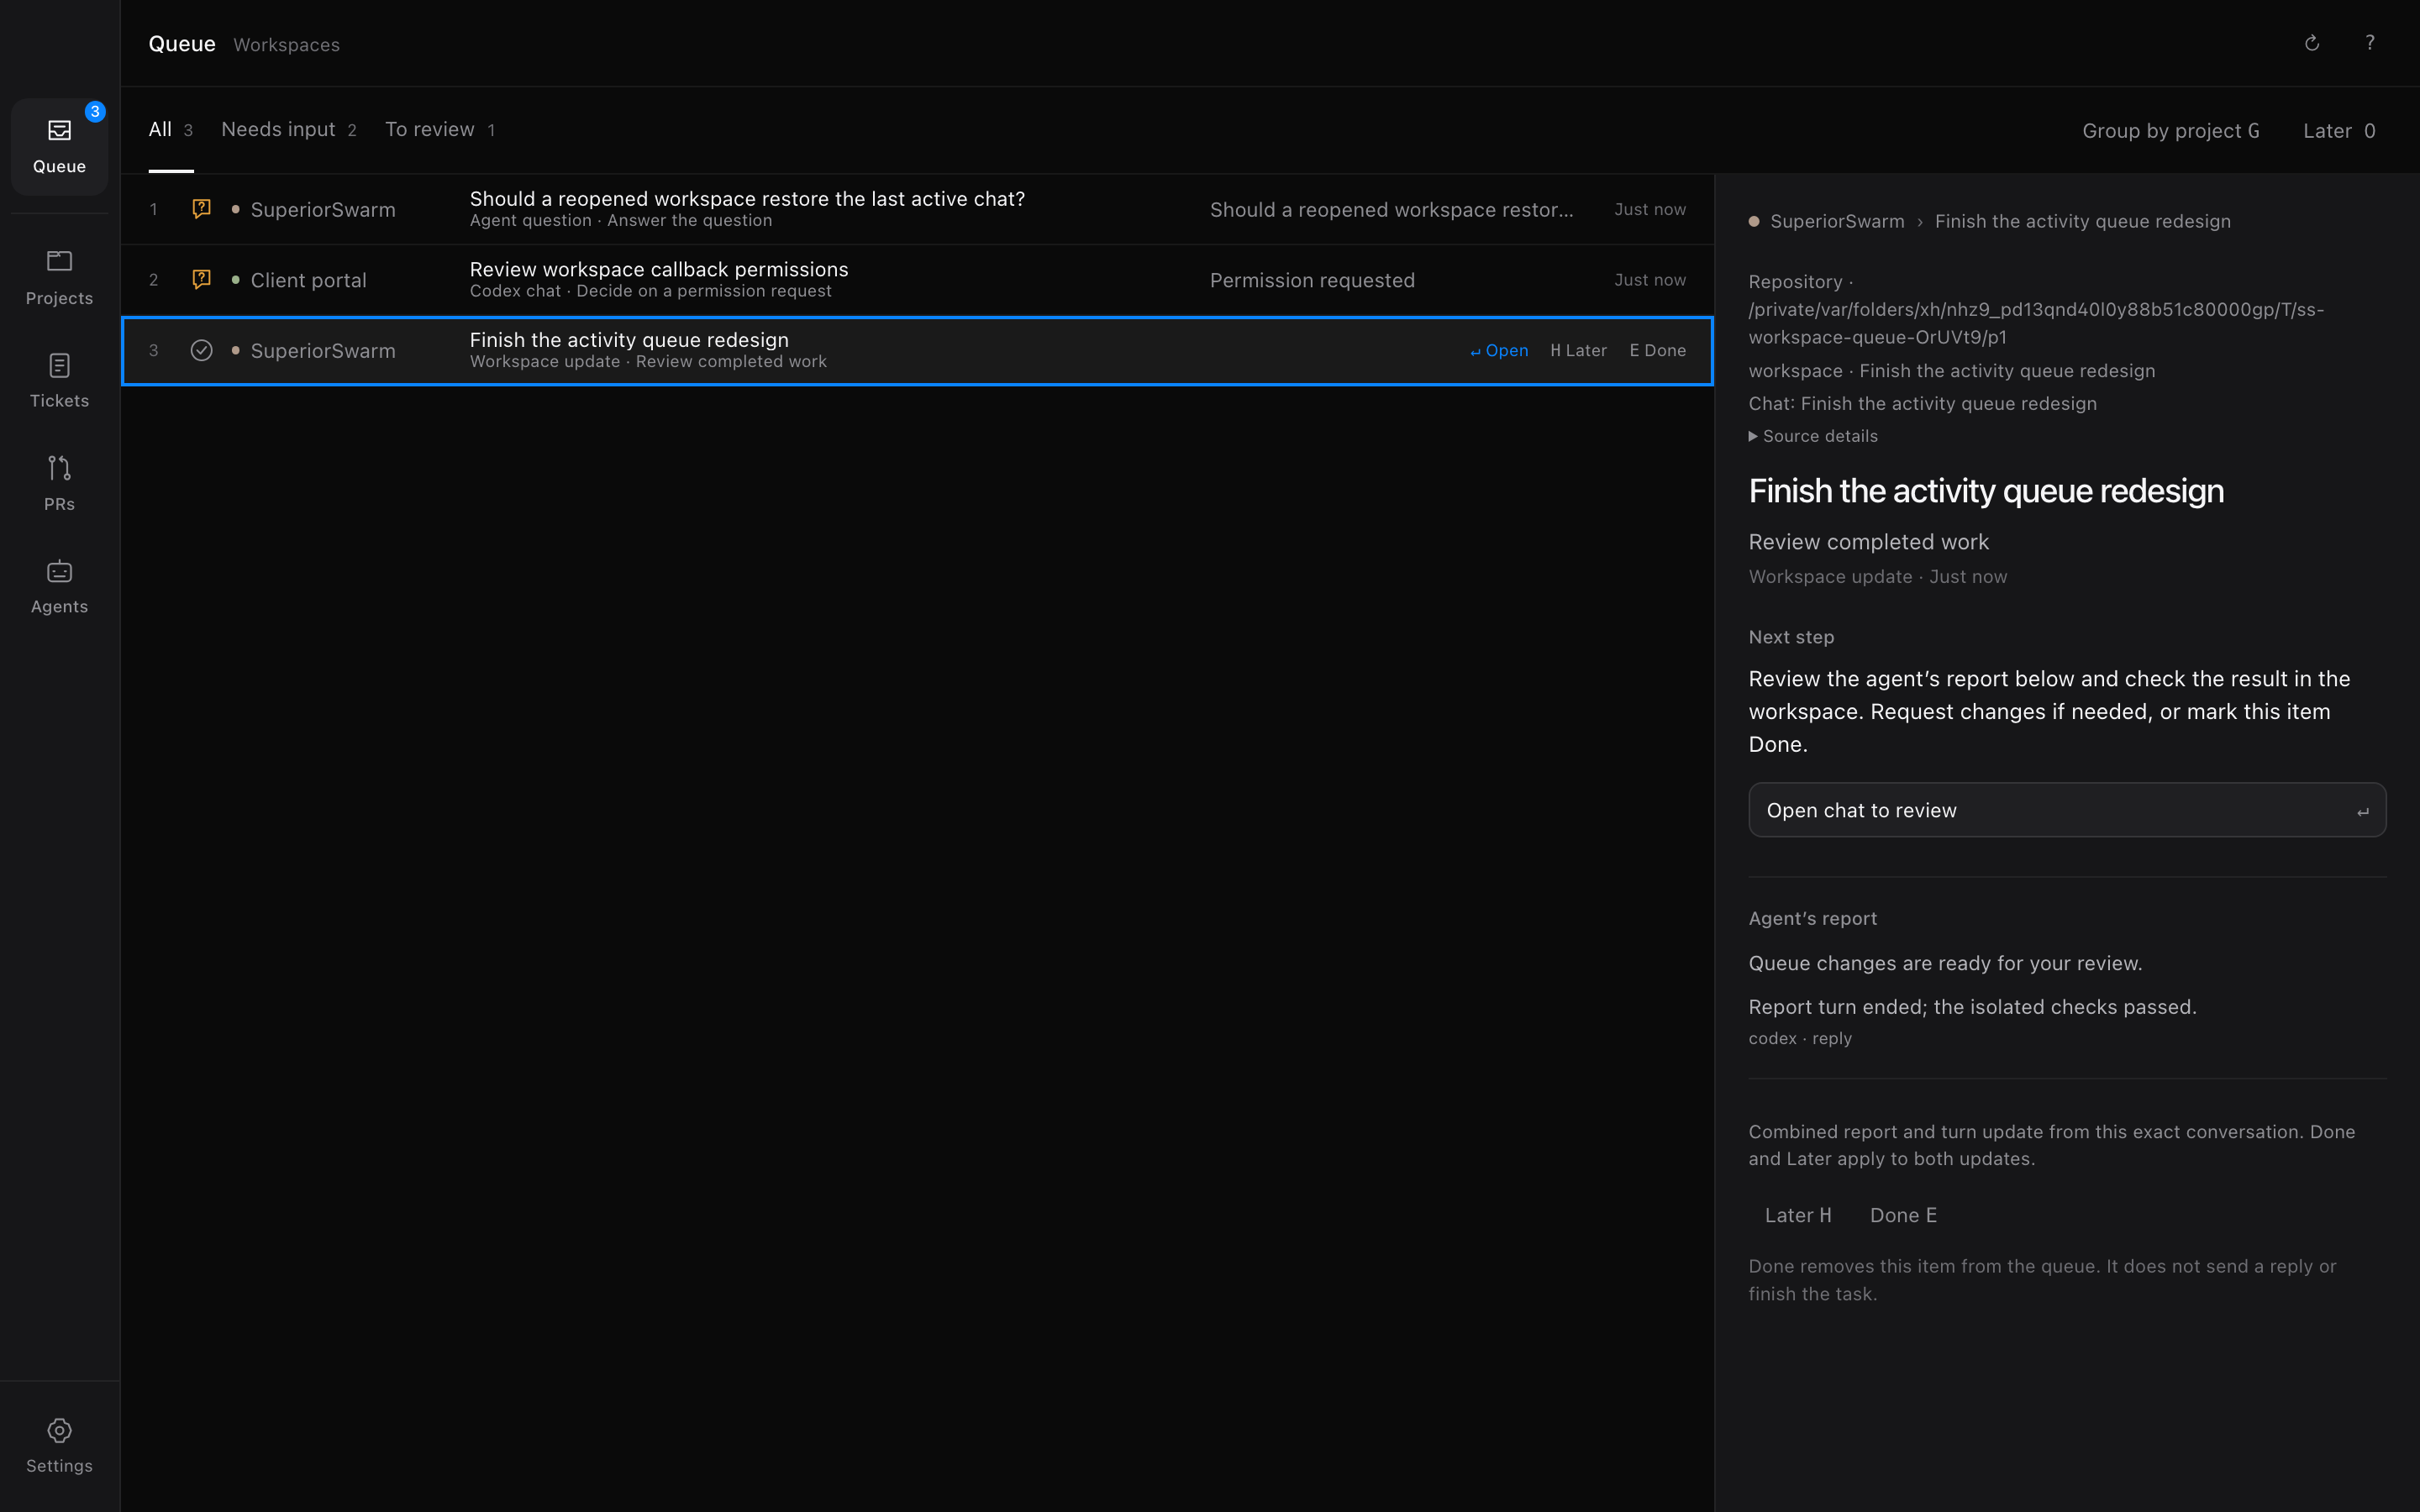 Queue Workspaces
?
3
Queue
Projects
Tickets
PRs
Agents
Settings
All 3 Needs input 2 To review 1
Group by project G Later 0
1 SuperiorSwarm Should a reopened workspace restore the last active chat? Should a reopened workspace restor... Just now
Agent question · Answer the question
2 Client portal Review workspace callback permissions Permission requested Just now
Codex chat · Decide on a permission request
3 SuperiorSwarm Finish the activity queue redesign ↵ Open H Later E Done
Workspace update · Review completed work
SuperiorSwarm › Finish the activity queue redesign
Repository ·
/private/var/folders/xh/nhz9_pd13qnd40l0y88b51c80000gp/T/ss-
workspace-queue-OrUVt9/p1
workspace · Finish the activity queue redesign
Chat: Finish the activity queue redesign
Source details
Finish the activity queue redesign
Review completed work
Workspace update · Just now
Next step
Review the agent’s report below and check the result in the
workspace. Request changes if needed, or mark this item
Done.
Open chat to review ↵
Agent’s report
Queue changes are ready for your review.
Report turn ended; the isolated checks passed.
codex · reply
Combined report and turn update from this exact conversation. Done
and Later apply to both updates.
Later H Done E
Done removes this item from the queue. It does not send a reply or
finish the task.